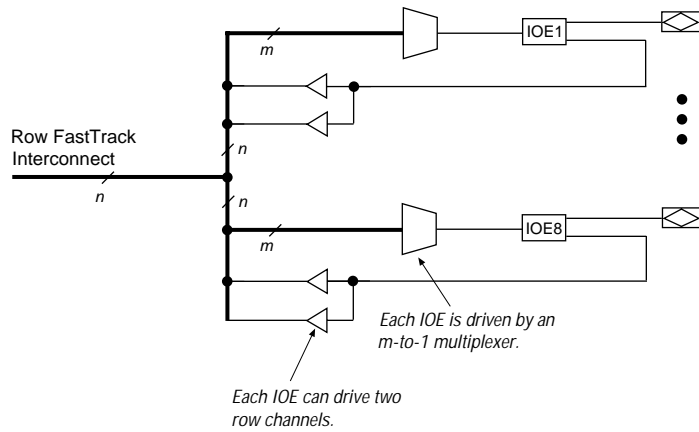 m
IOE1
n
Row FastTrack
Interconnect
n
n
m
IOE8
Each IOE is driven by an
m-to-1 multiplexer.
Each IOE can drive two
row channels.